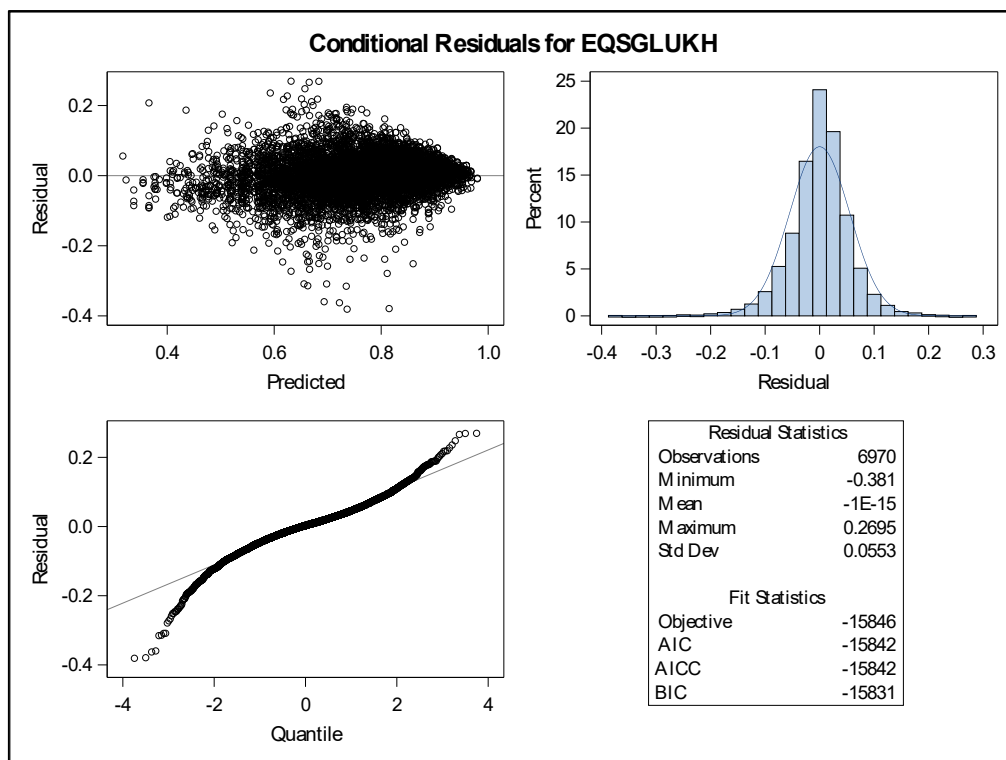 Conditional Residuals for EQSGLUKH
0.2
0.0
-0.2
-0.4
Residual
0.4 0.6 0.8 1.0
Predicted
25
20
15
10
5
0
Percent
-0.4 -0.3 -0.2 -0.1 0 0.1 0.2 0.3
Residual
0.2
0.0
-0.2
-0.4
Residual
-4 -2 0 2 4
Quantile
Residual Statistics
Observations 6970
Minimum -0.381
Mean -1E-15
Maximum 0.2695
Std Dev 0.0553
Fit Statistics
Objective -15846
AIC -15842
AICC -15842
BIC -15831